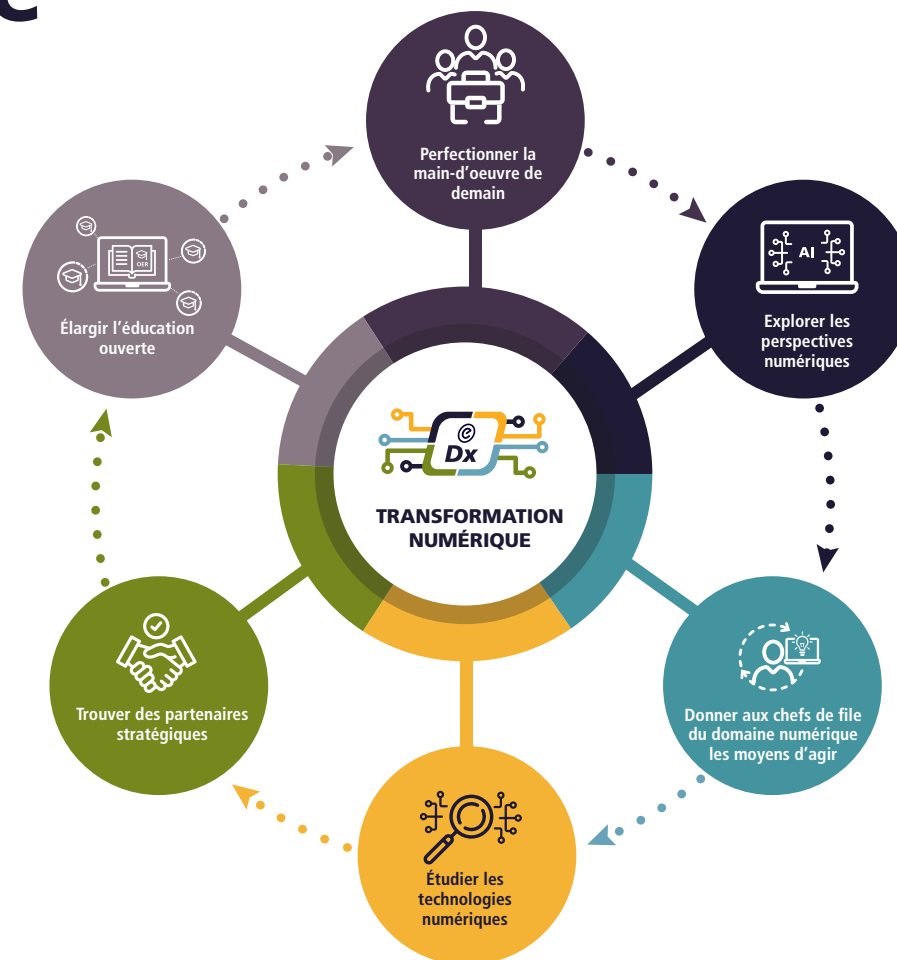 c
Perfectionner la
main-d'oeuvre de
demain
AI
Explorer les
perspectives
numériques
Donner aux chefs de file
du domaine numérique
les moyens d'agir
Étudier les
technologies
numériques
Trouver des partenaires
stratégiques
OER
Élargir l'éducation
ouverte
e
Dx
TRANSFORMATION
NUMÉRIQUE